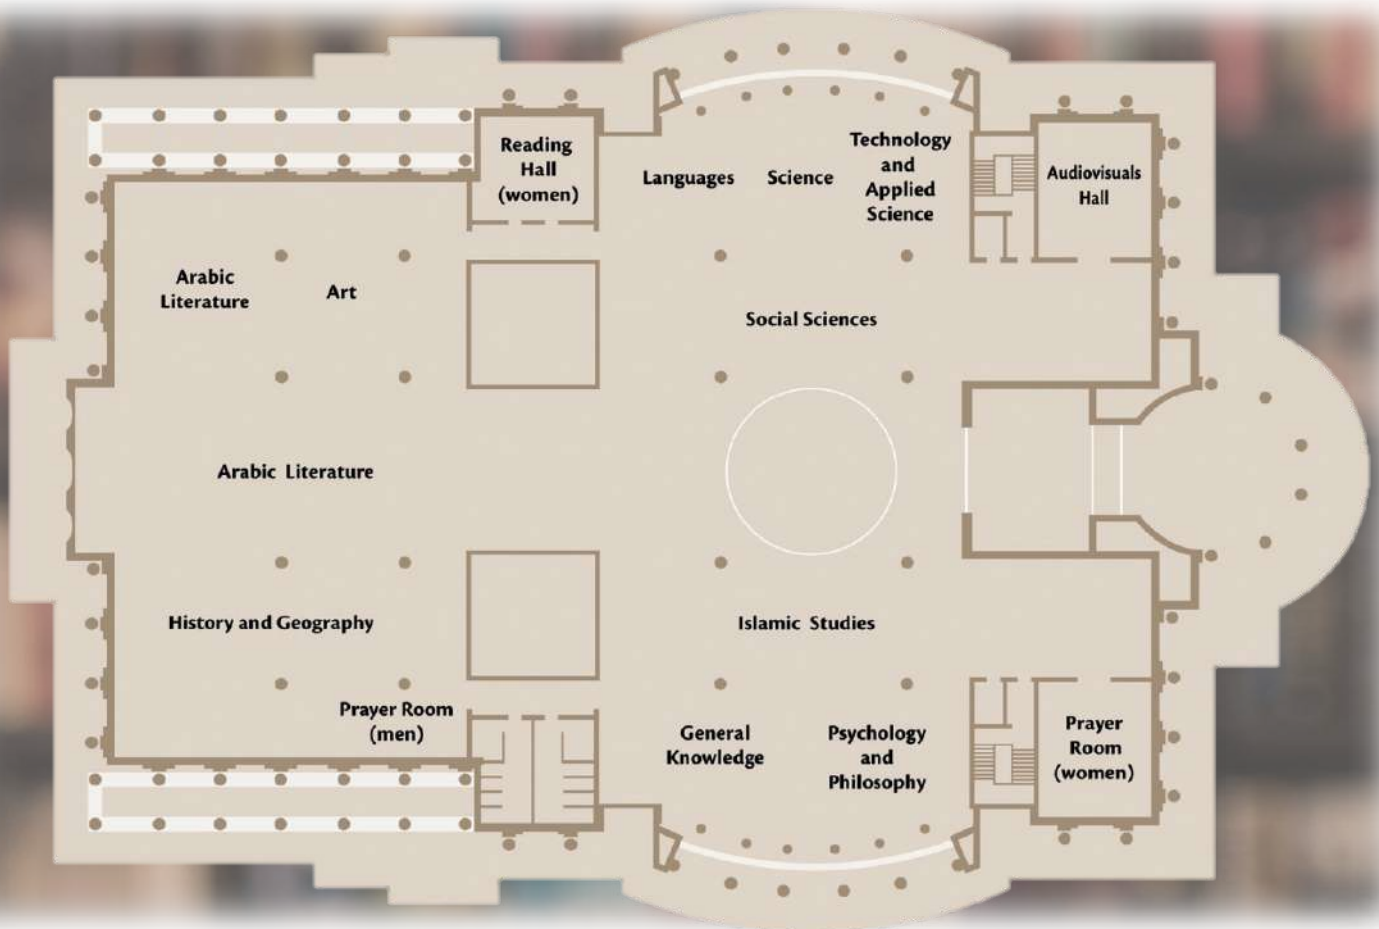 Reading
Hall
(women)
Languages
Science
Technology
and
Applied
Science
Audiovisuals
Hall
Arabic
Literature
Art
Social Sciences
Arabic Literature
History and Geography
Islamic Studies
Prayer Room
(men)
General
Knowledge
Psychology
and
Philosophy
Prayer
Room
(women)